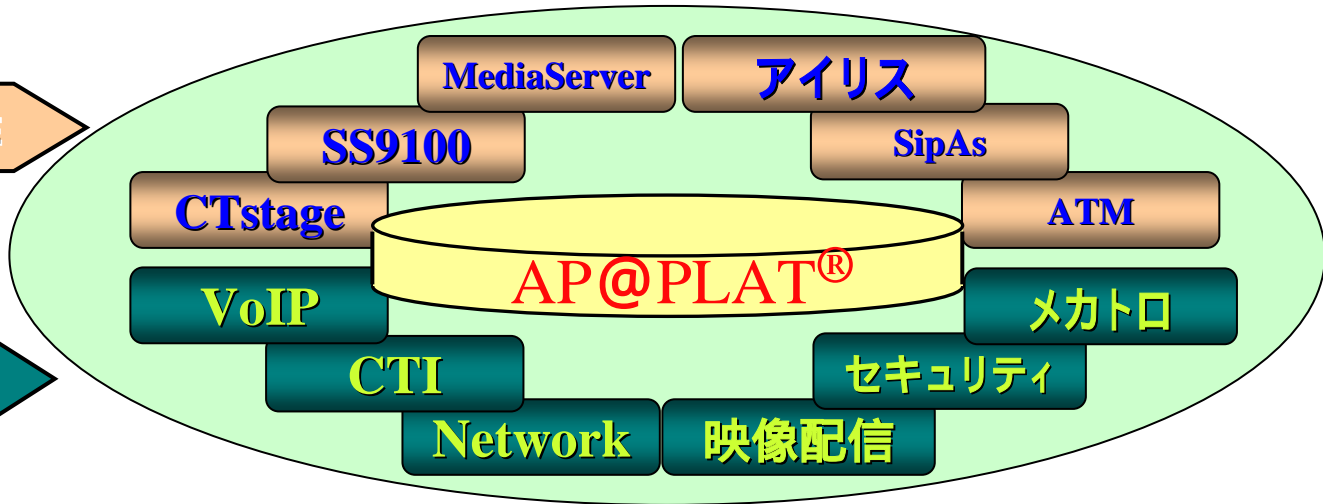 MediaServer
アイリス
SS9100
SipAs
CTstage
ATM
AP@PLAT®
VoIP
メカトロ
CTI
セキュリティ
Network
映像配信